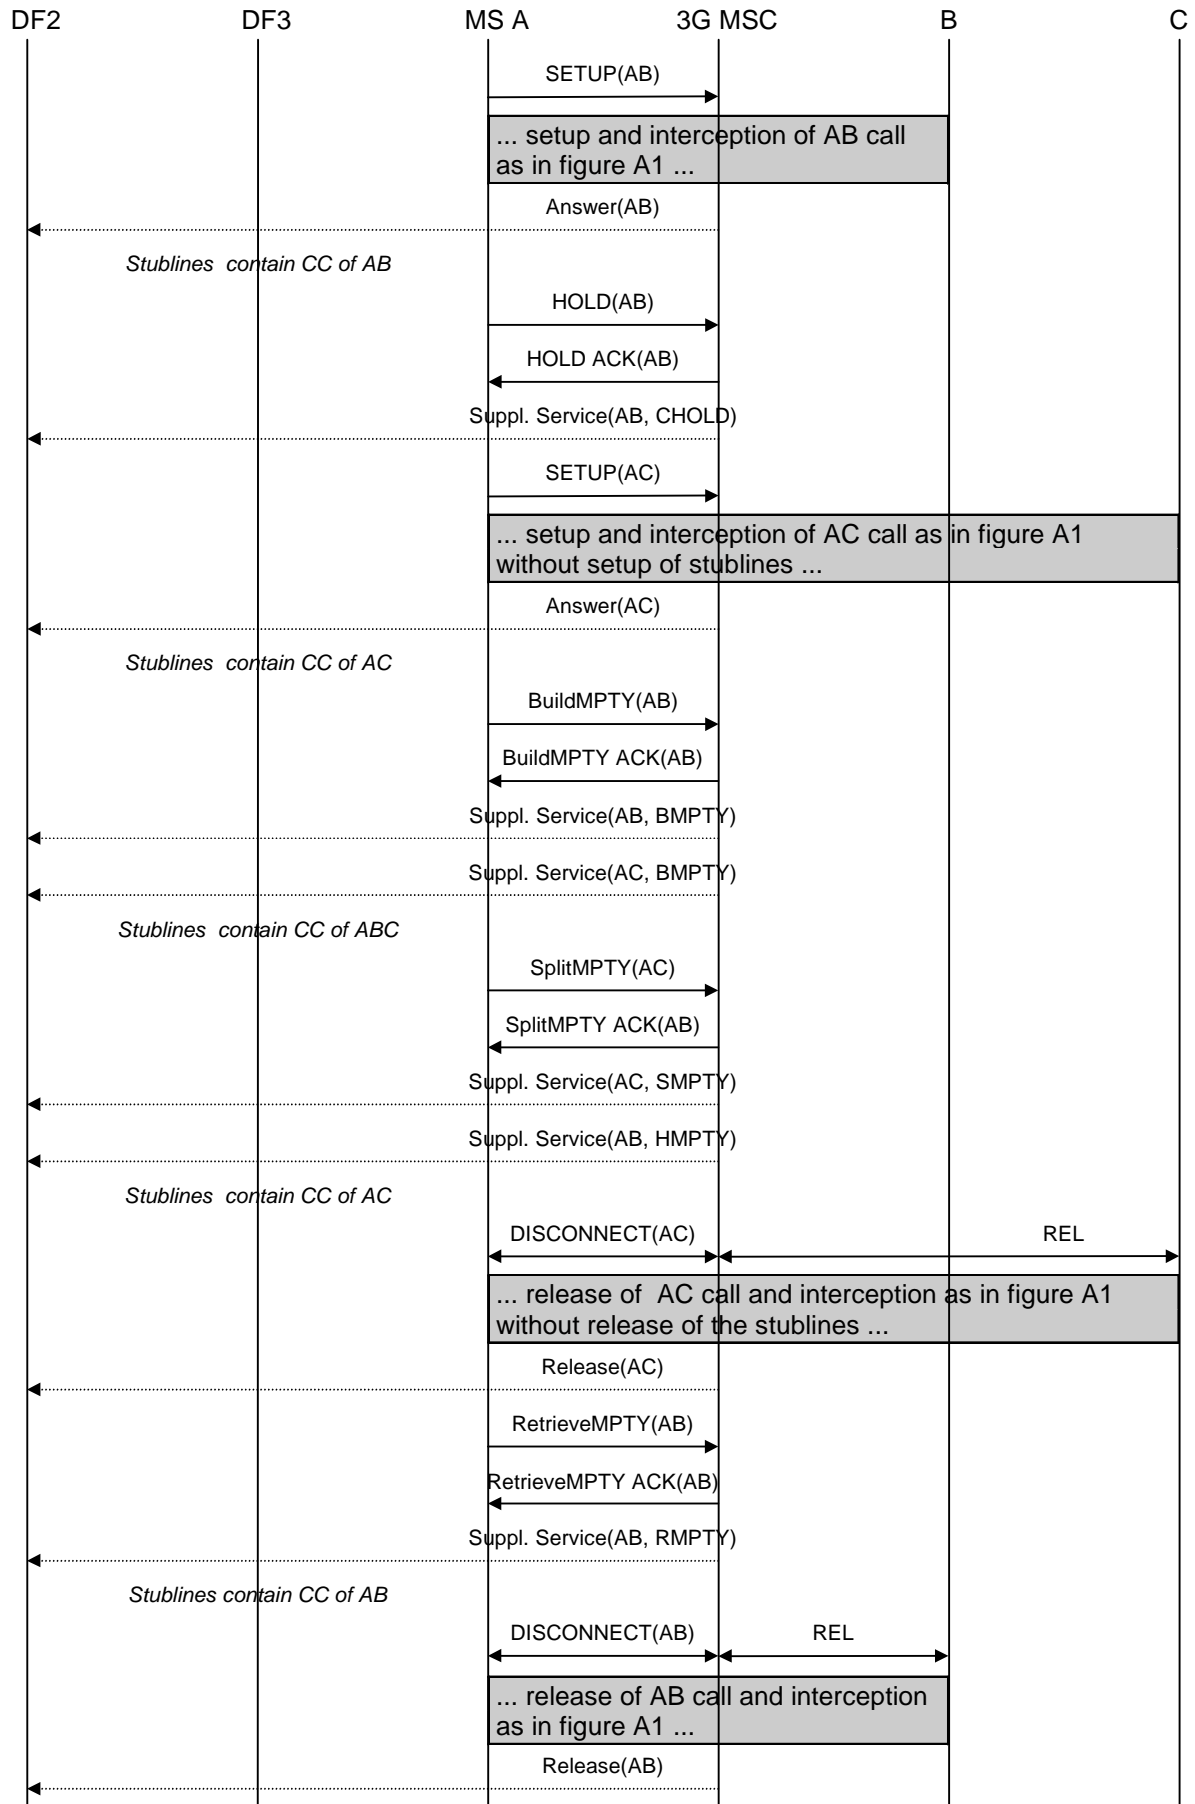 DF2 DF3 MS A 3G MSC B C
SETUP(AB)
... setup and interception of AB call
as in figure A1 ...
Answer(AB)
Stublines contain CC of AB
HOLD(AB)
HOLD ACK(AB)
Suppl. Service(AB, CHOLD)
SETUP(AC)
... setup and interception of AC call as in figure A1
without setup of stublines ...
Answer(AC)
Stublines contain CC of AC
BuildMPTY(AB)
BuildMPTY ACK(AB)
Suppl. Service(AB, BMPTY)
Suppl. Service(AC, BMPTY)
Stublines contain CC of ABC
SplitMPTY(AC)
SplitMPTY ACK(AB)
Suppl. Service(AC, SMPTY)
Suppl. Service(AB, HMPTY)
Stublines contain CC of AC
DISCONNECT(AC) REL
... release of AC call and interception as in figure A1
without release of the stublines ...
Release(AC)
RetrieveMPTY(AB)
RetrieveMPTY ACK(AB)
Suppl. Service(AB, RMPTY)
Stublines contain CC of AB
DISCONNECT(AB) REL
... release of AB call and interception
as in figure A1 ...
Release(AB)